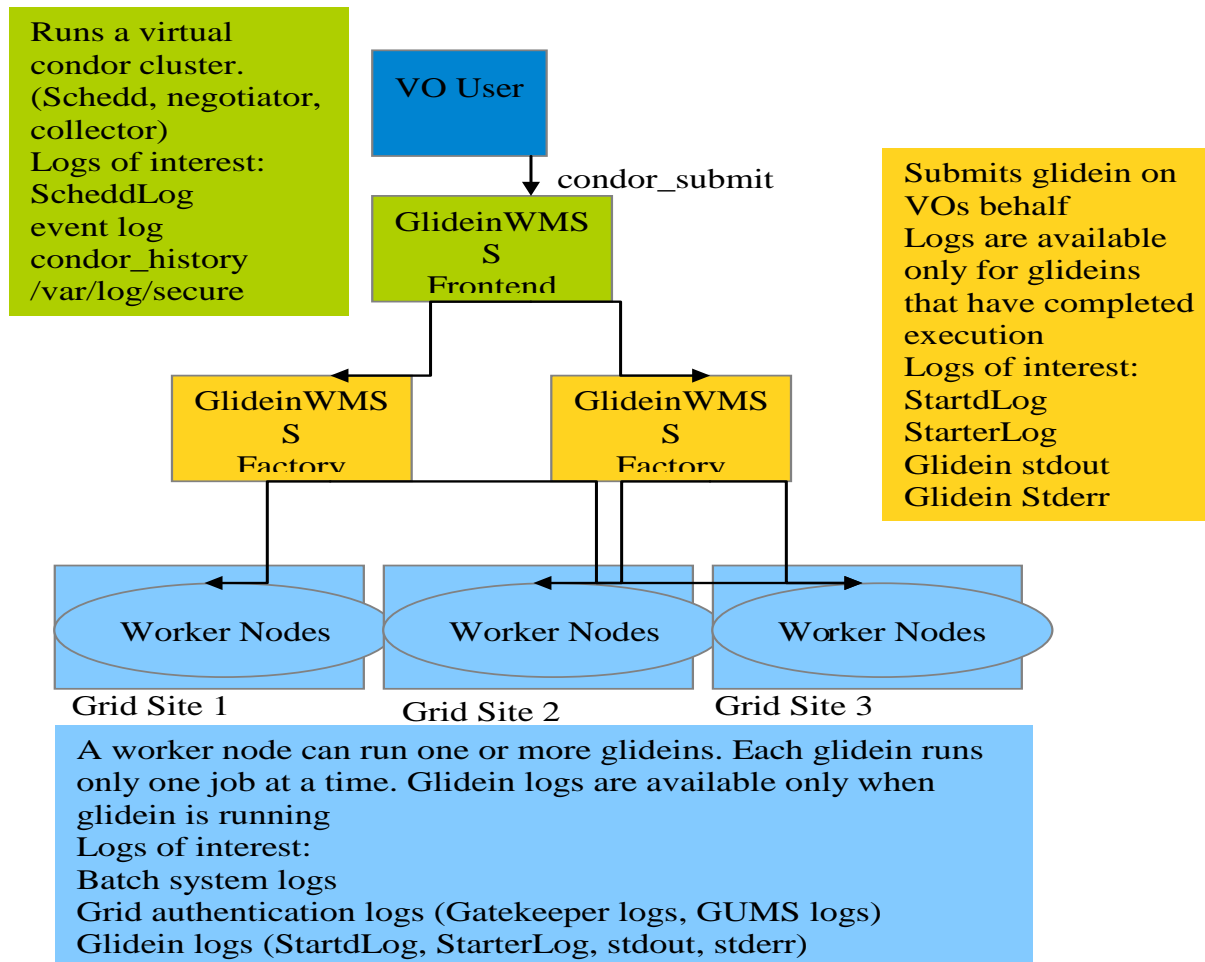 Runs a virtual
condor cluster.
(Schedd, negotiator,
collector)
Logs of interest:
ScheddLog
event log
condor_history
/var/log/secure
VO User
condor_submit
GlideinWMS
S
Frontend
Submits glidein on
VOs behalf
Logs are available
only for glideins
that have completed
execution
Logs of interest:
StartdLog
StarterLog
Glidein stdout
Glidein Stderr
GlideinWMS
S
Factory
GlideinWMS
S
Factory
Worker Nodes
Worker Nodes
Worker Nodes
Grid Site 1
Grid Site 2
Grid Site 3
A worker node can run one or more glideins. Each glidein runs
only one job at a time. Glidein logs are available only when
glidein is running
Logs of interest:
Batch system logs
Grid authentication logs (Gatekeeper logs, GUMS logs)
Glidein logs (StartdLog, StarterLog, stdout, stderr)